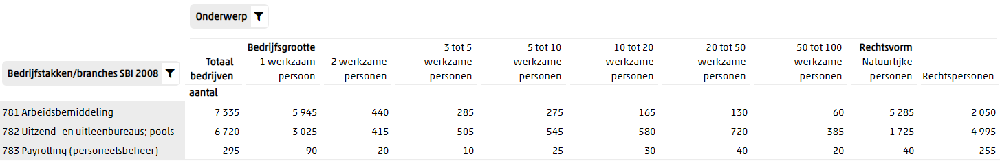 Onderwerp
Bedrijfsgrootte 3 tot 5 5 tot 10 10 tot 20 20 tot 50 50 tot 100 Rechtsvorm
Totaal 1 werkzaam 2 werkzame werkzame werkzame werkzame werkzame werkzame Natuurlijke
Bedrijfstakken/branches SBI 2008 bedrijven persoon personen personen personen personen personen personen personen Rechtspersonen
aantal
781 Arbeidsbemiddeling 7 335 5 945 440 285 275 165 130 60 5 285 2 050
782 Uitzend- en uitleenbureaus; pools 6 720 3 025 415 505 545 580 720 385 1 725 4 995
783 Payrolling (personeelsbeheer) 295 90 20 10 25 30 40 20 40 255